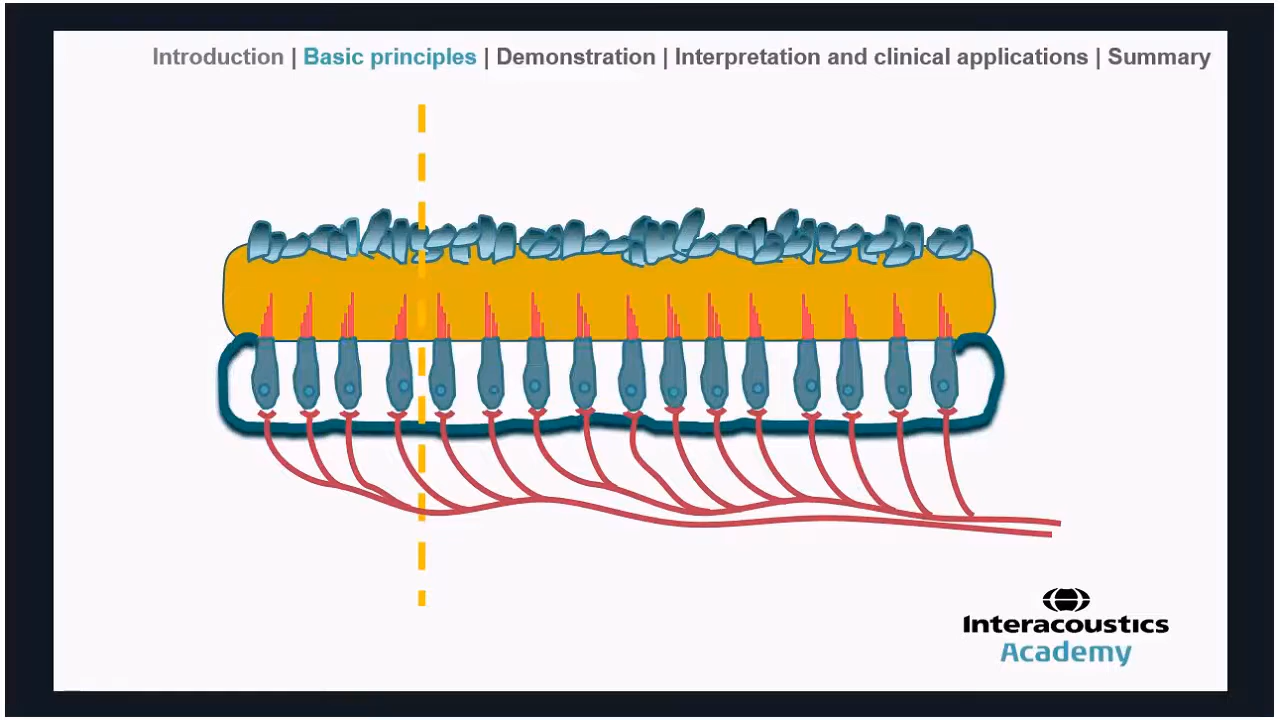 Introduction | Basic principles | Demonstration | Interpretation and clinical applications | Summary
Interacoustics
Academy